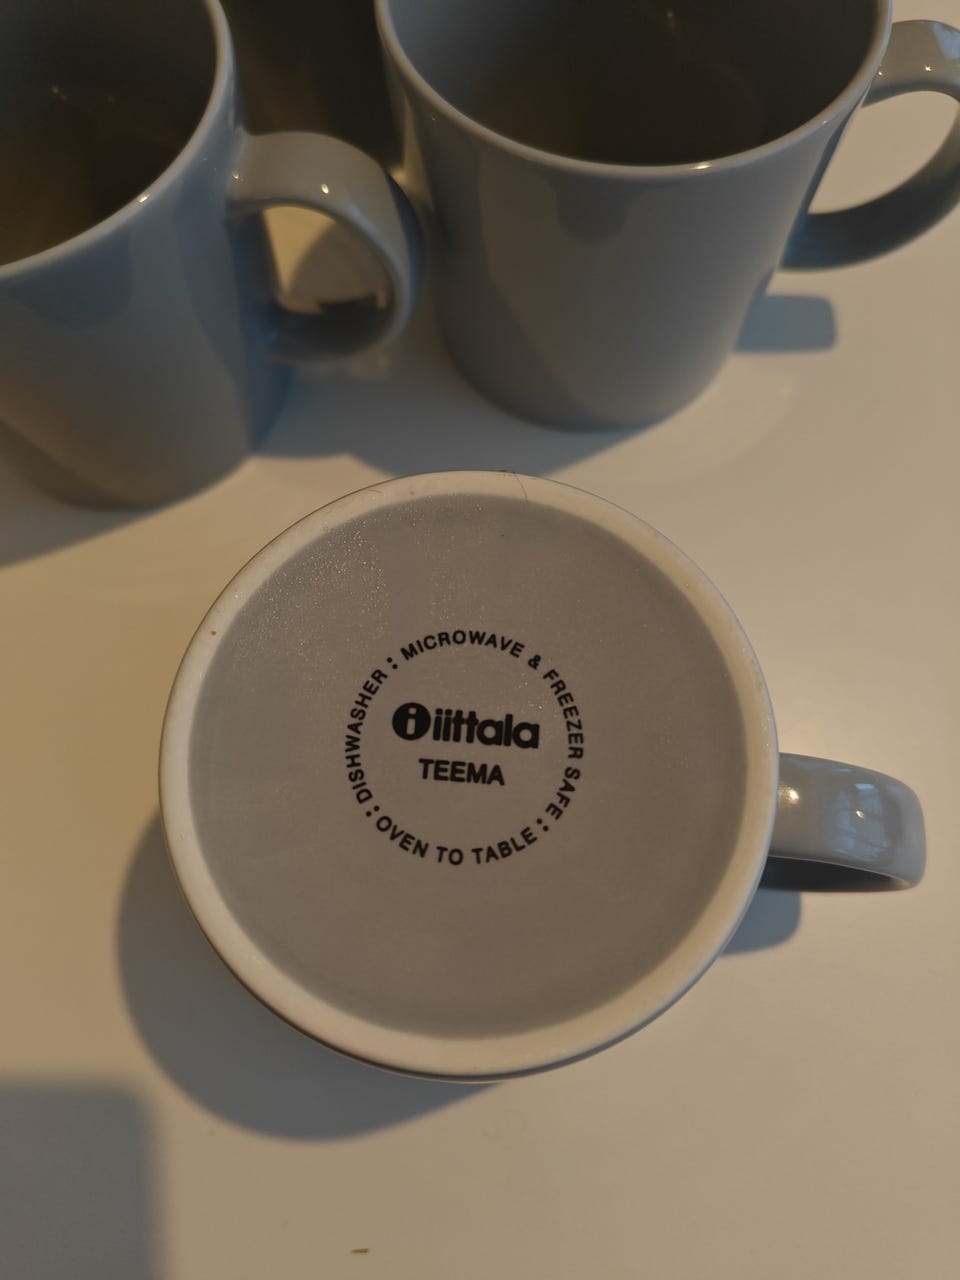 DISHWASHER : MICROWAVE & FREEZER SAFE : OVEN TO TABLE :
i iittala
TEEMA